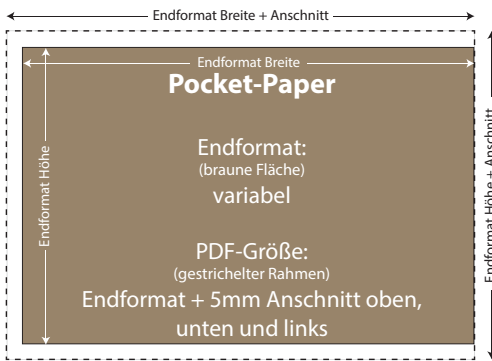 Endformat Breite + Anschnitt
Endformat Breite
Pocket-Paper
Endformat Höhe
Endformat Höhe + Anschnitt
Endformat:
(braune Fläche)
variabel
PDF-Größe:
(gestrichelter Rahmen)
Endformat + 5mm Anschnitt oben,
unten und links